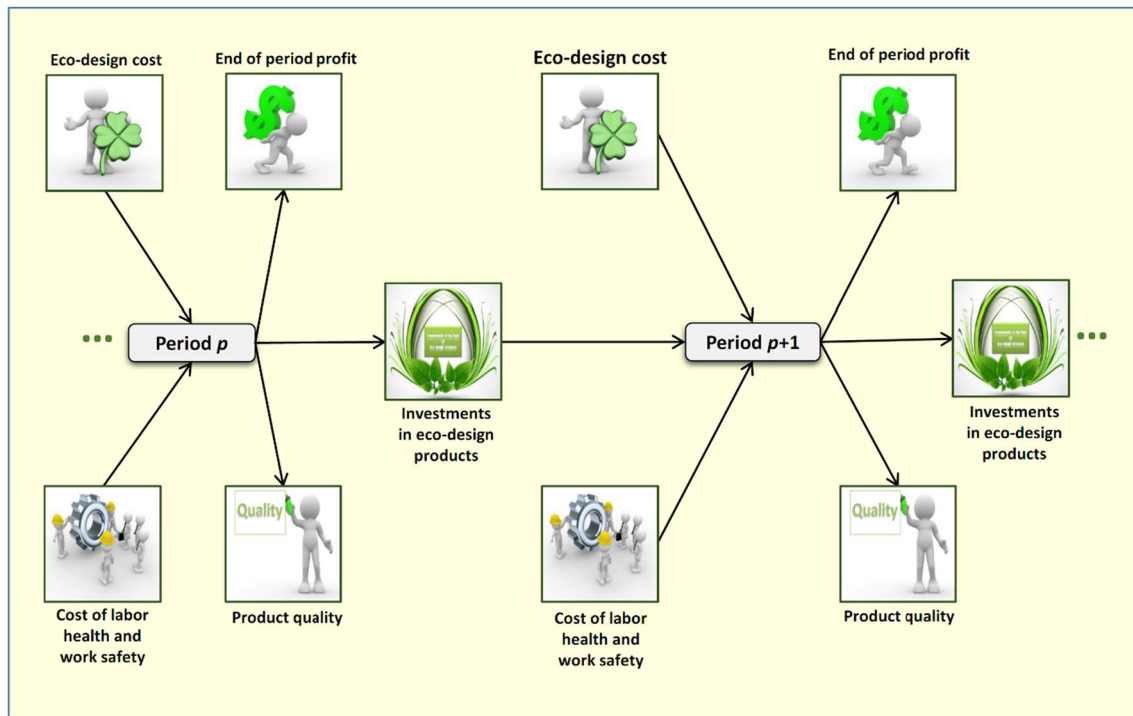 Eco-design cost
End of period profit
Eco-design cost
End of period profit
Period p
Period p+1
Investments
in eco-design
products
Investments
in eco-design
products
Quality
Quality
Cost of labor
health and
work safety
Product quality
Cost of labor
health and
work safety
Product quality